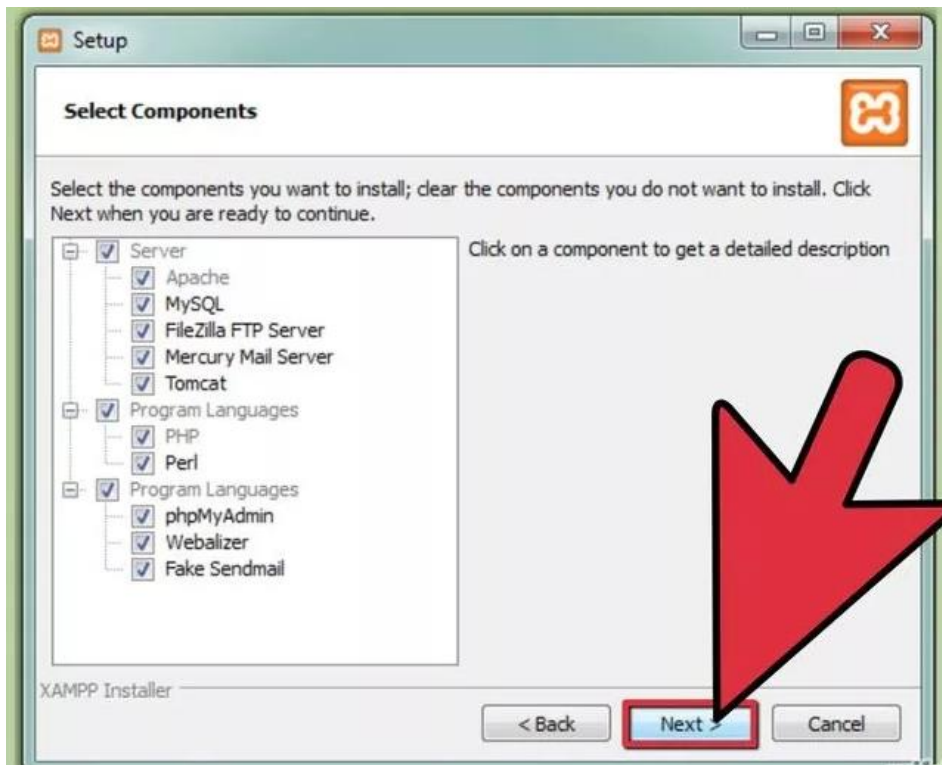 Setup
Select Components
Select the components you want to install; clear the components you do not want to install. Click
Next when you are ready to continue.
Server
Apache
MySQL
FileZilla FTP Server
Mercury Mail Server
Tomcat
Program Languages
PHP
Perl
Program Languages
phpMyAdmin
Webalizer
Fake Sendmail
Click on a component to get a detailed description
XAMPP Installer
< Back Next > Cancel